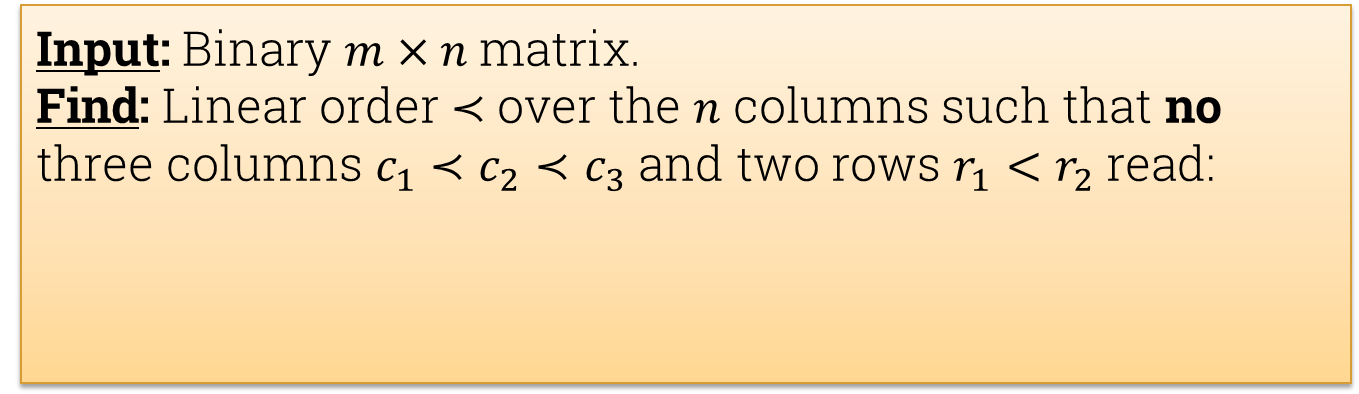 Input: Binary m × n matrix.
Find: Linear order ≺ over the n columns such that no
three columns c₁ ≺ c₂ ≺ c₃ and two rows r₁ < r₂ read: